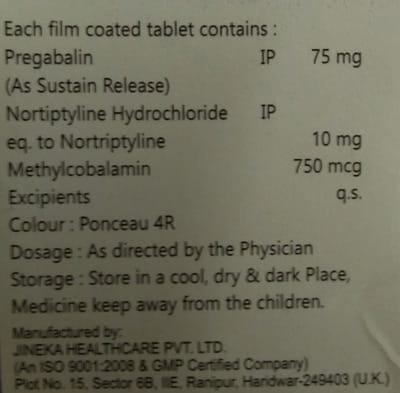 Each film coated tablet contains :
Pregabalin IP 75 mg
(As Sustain Release)
Nortiptyline Hydrochloride IP
eq. to Nortriptyline 10 mg
Methylcobalamin 750 mcg
Excipients q.s.
Colour : Ponceau 4R
Dosage : As directed by the Physician
Storage : Store in a cool, dry & dark Place,
Medicine keep away from the children.
Manufactured by:
JINEKA HEALTHCARE PVT. LTD.
(An ISO 9001:2008 & GMP Certified Company)
Plot No. 15, Sector 6B, IIE, Ranipur, Haridwar-249403 (U.K.)